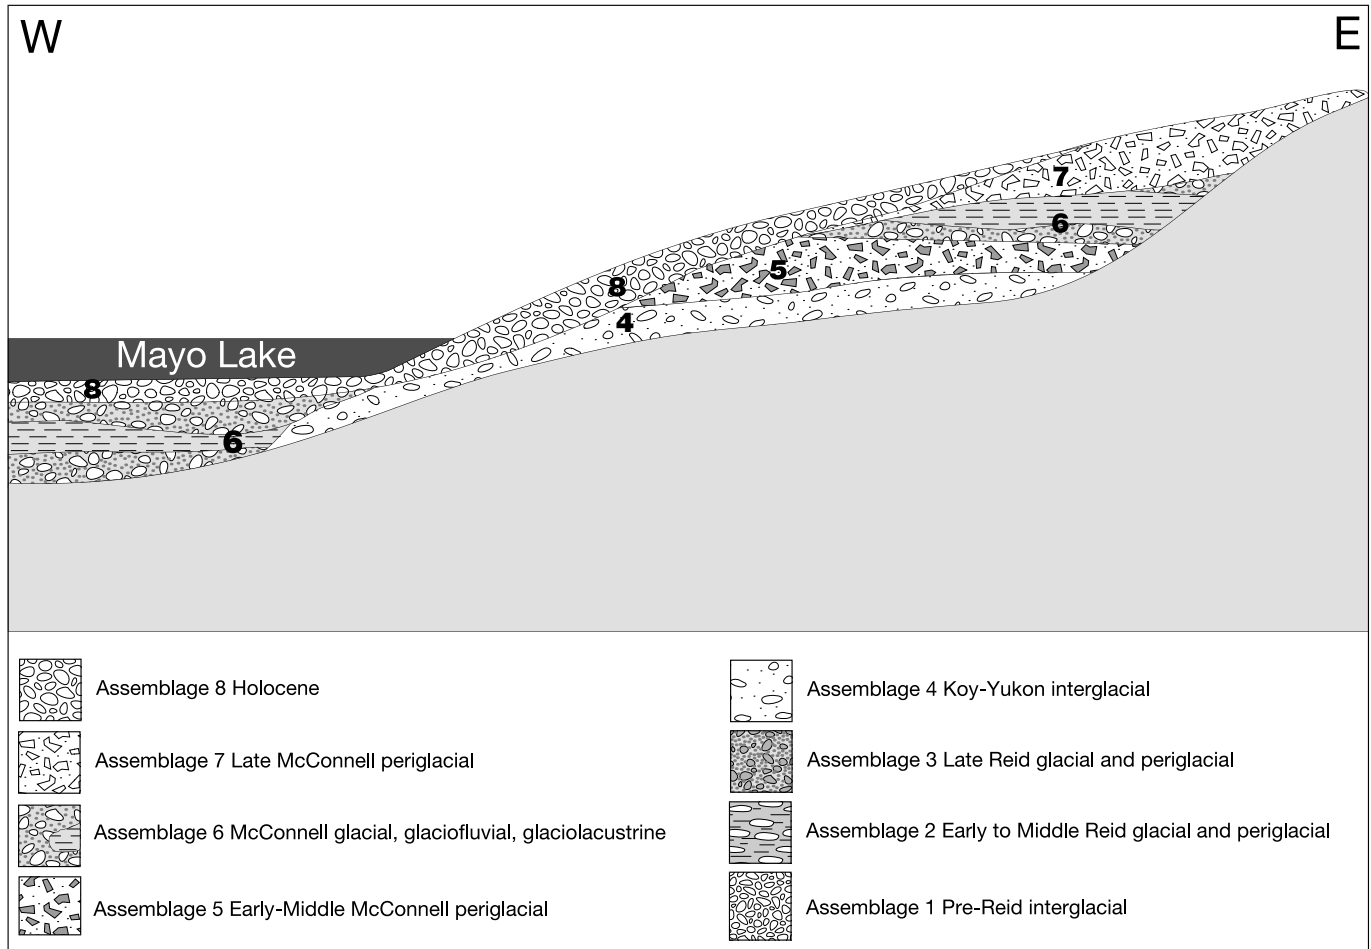 W
E
7
6
5
8
4
Mayo Lake
8
6
Assemblage 8 Holocene
Assemblage 7 Late McConnell periglacial
Assemblage 6 McConnell glacial, glaciofluvial, glaciolacustrine
Assemblage 5 Early-Middle McConnell periglacial
Assemblage 4 Koy-Yukon interglacial
Assemblage 3 Late Reid glacial and periglacial
Assemblage 2 Early to Middle Reid glacial and periglacial
Assemblage 1 Pre-Reid interglacial